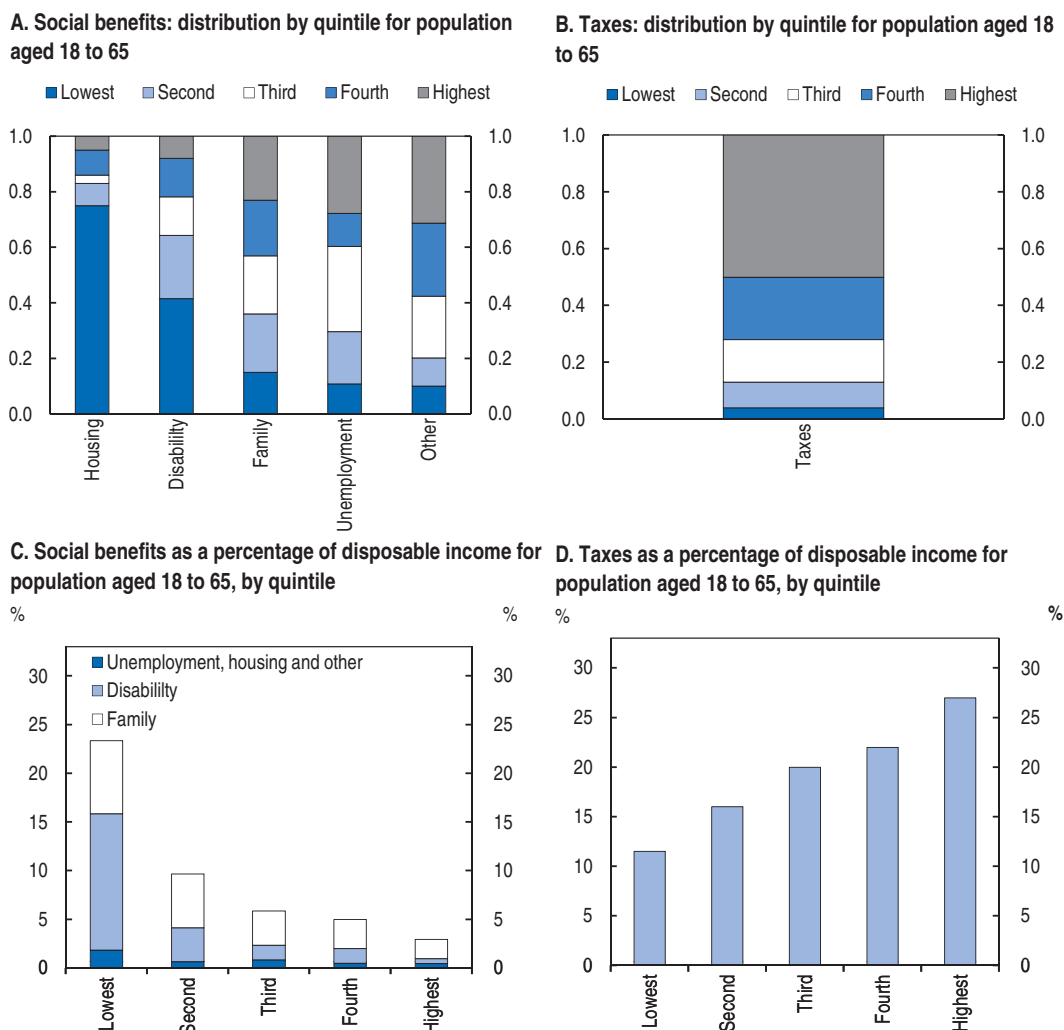 A. Social benefits: distribution by quintile for population
aged 18 to 65
Lowest Second Third Fourth Highest
1.0 1.0
0.8 0.8
0.6 0.6
0.4 0.4
0.2 0.2
0.0 0.0
Housing
Disability
Family
Unemployment
Other
B. Taxes: distribution by quintile for population aged 18
to 65
Lowest Second Third Fourth Highest
1.0 1.0
0.8 0.8
0.6 0.6
0.4 0.4
0.2 0.2
0.0 0.0
Taxes
C. Social benefits as a percentage of disposable income for
population aged 18 to 65, by quintile
% %
Unemployment, housing and other
Disabililty
Family
30 30
25 25
20 20
15 15
10 10
5 5
0 0
Lowest
Second
Third
Fourth
Highest
D. Taxes as a percentage of disposable income for
population aged 18 to 65, by quintile
% %
30 30
25 25
20 20
15 15
10 10
5 5
0 0
Lowest
Second
Third
Fourth
Highest